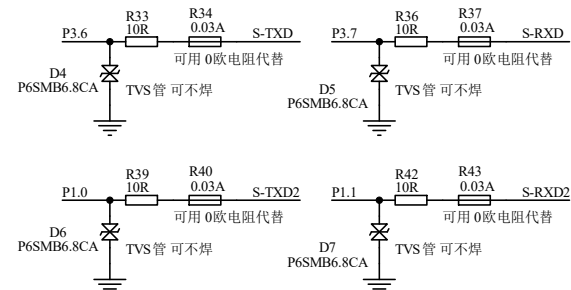 R33 R34 R36 R37
P3.6 10R 0.03A S-TXD P3.7 10R 0.03A S-RXD
可用 0欧电阻代替 可用 0欧电阻代替
D4 D5
P6SMB6.8CA TVS管 可不焊 P6SMB6.8CA TVS管 可不焊
R39 R40 R42 R43
P1.0 10R 0.03A S-TXD2 P1.1 10R 0.03A S-RXD2
可用 0欧电阻代替 可用 0欧电阻代替
D6 D7
P6SMB6.8CA TVS管 可不焊 P6SMB6.8CA TVS管 可不焊